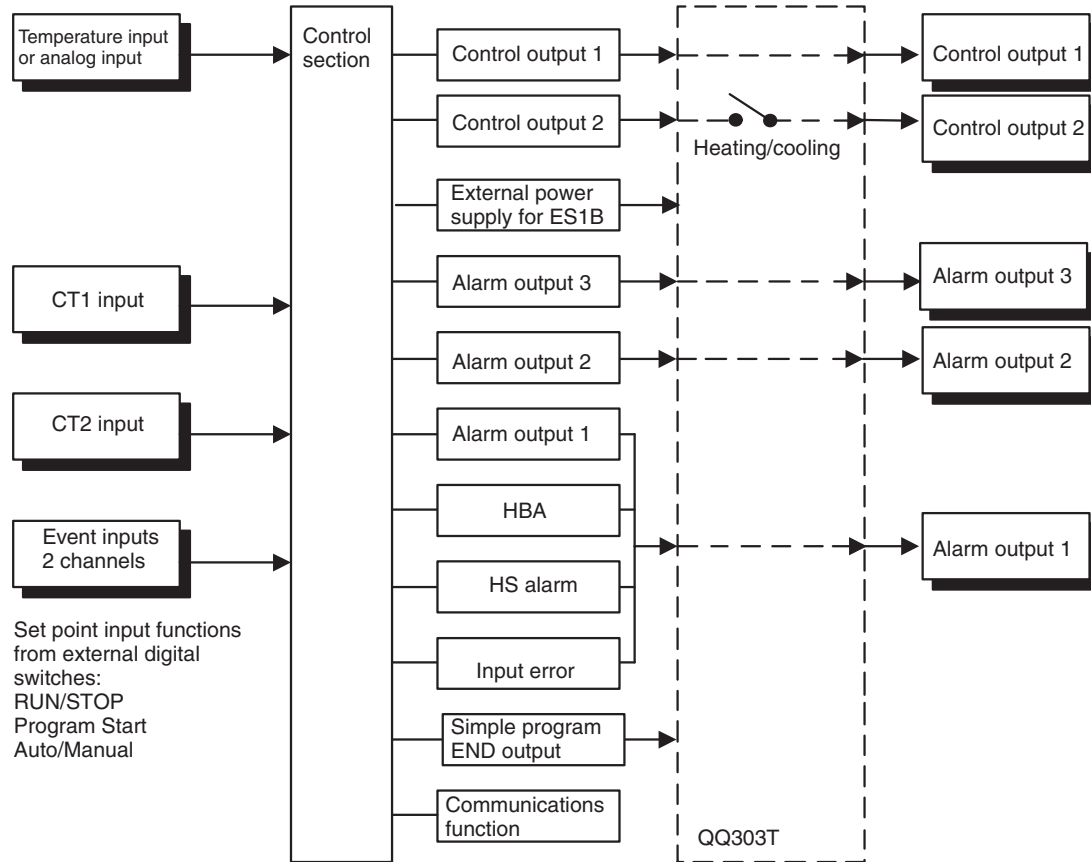 Temperature input
or analog input
CT1 input
CT2 input
Event inputs
2 channels
Set point input functions
from external digital
switches:
RUN/STOP
Program Start
Auto/Manual
Control
section
Control output 1
Control output 2
External power
supply for ES1B
Alarm output 3
Alarm output 2
Alarm output 1
HBA
HS alarm
Input error
Simple program
END output
Communications
function
Heating/cooling
QQ303T
Control output 1
Control output 2
Alarm output 3
Alarm output 2
Alarm output 1